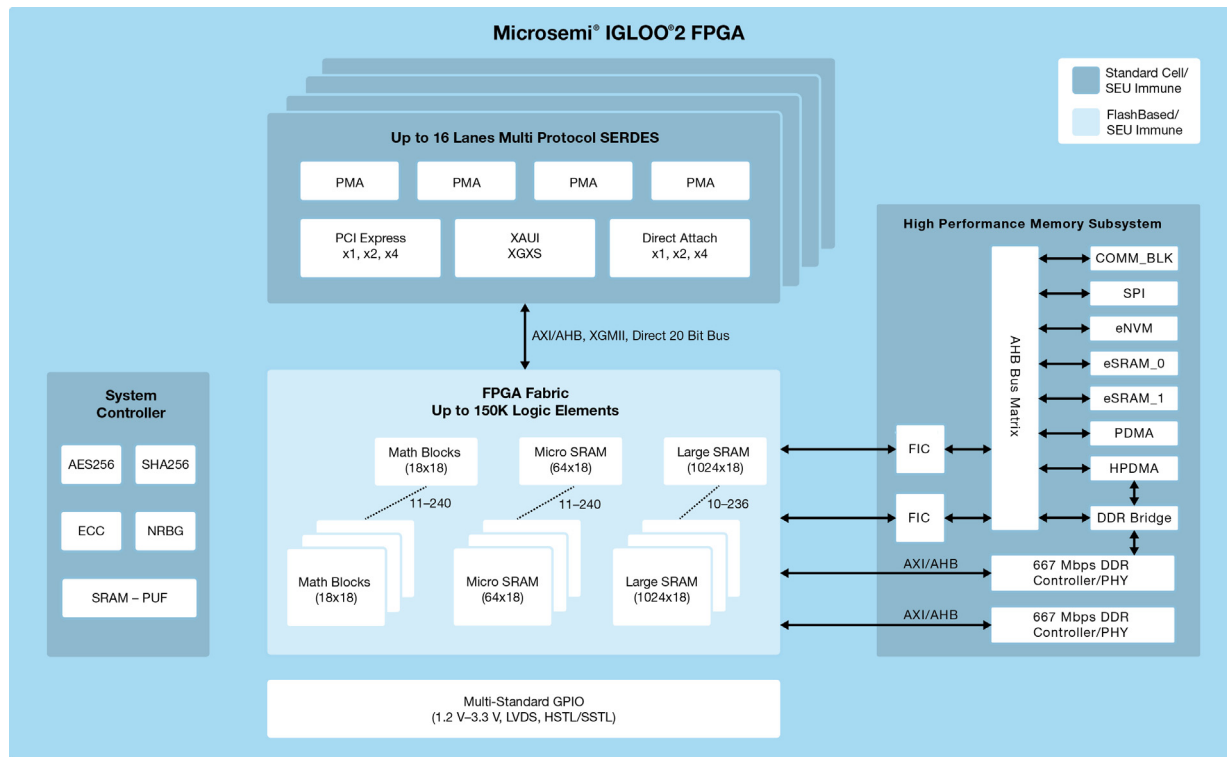 Microsemi® IGLOO®2 FPGA
Standard Cell/
SEU Immune
FlashBased/
SEU Immune
Up to 16 Lanes Multi Protocol SERDES
PMA
PMA
PMA
PMA
PCI Express
x1, x2, x4
XAUI
XGXS
Direct Attach
x1, x2, x4
AXI/AHB, XGMII, Direct 20 Bit Bus
System
Controller
AES256
SHA256
ECC
NRBG
SRAM – PUF
FPGA Fabric
Up to 150K Logic Elements
Math Blocks
(18x18)
Micro SRAM
(64x18)
Large SRAM
(1024x18)
11–240
11–240
10–236
Math Blocks
(18x18)
Micro SRAM
(64x18)
Large SRAM
(1024x18)
Multi-Standard GPIO
(1.2 V–3.3 V, LVDS, HSTL/SSTL)
High Performance Memory Subsystem
FIC
FIC
AXI/AHB
AXI/AHB
AHB Bus Matrix
COMM_BLK
SPI
eNVM
eSRAM_0
eSRAM_1
PDMA
HPDMA
DDR Bridge
667 Mbps DDR
Controller/PHY
667 Mbps DDR
Controller/PHY